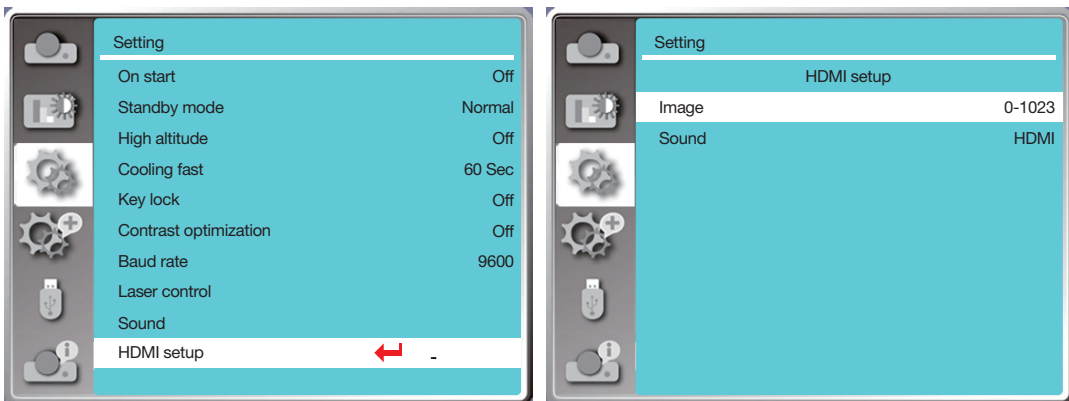 Setting
On start Off
Standby mode Normal
High altitude Off
Cooling fast 60 Sec
Key lock Off
Contrast optimization Off
Baud rate 9600
Laser control
Sound
HDMI setup -
Setting
HDMI setup
Image 0-1023
Sound HDMI